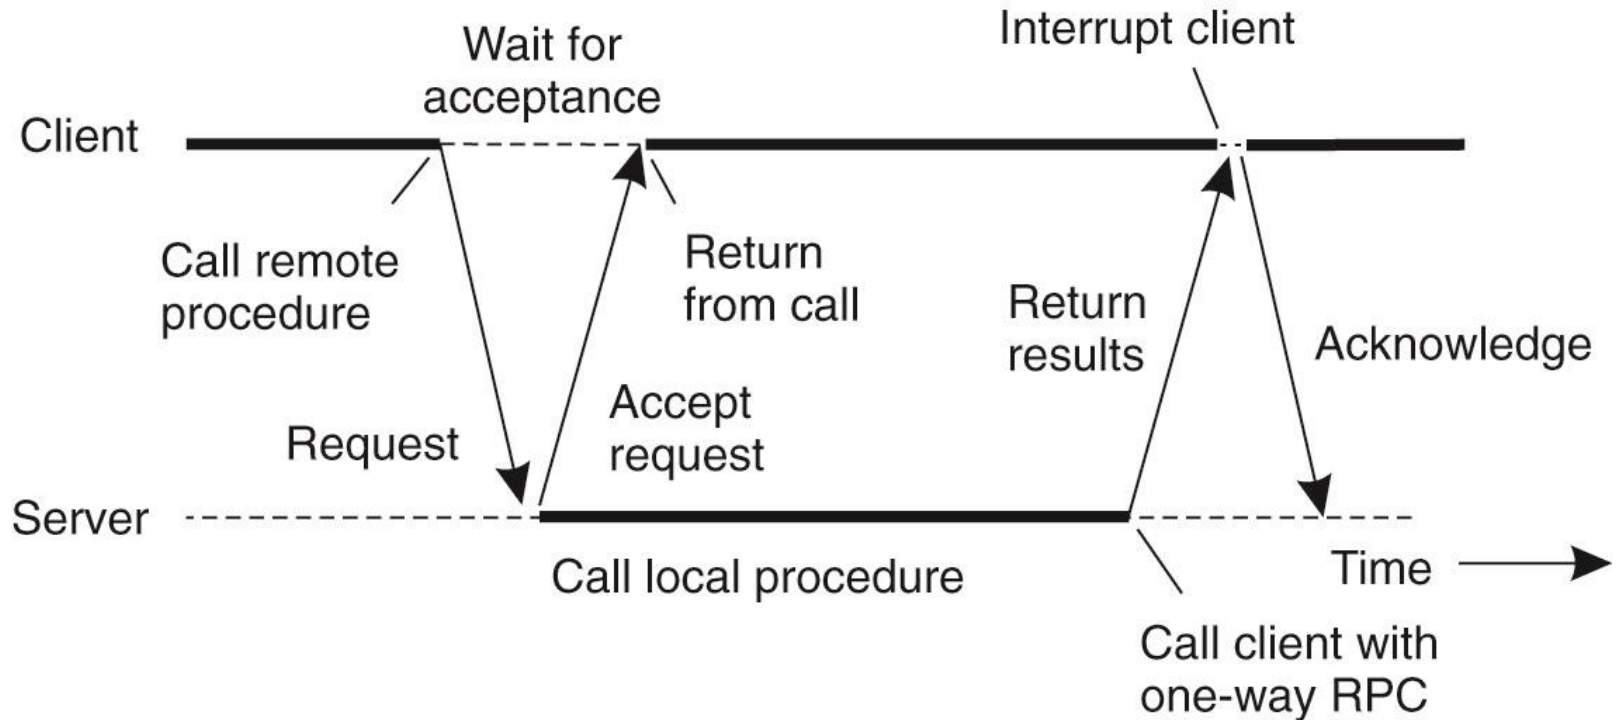 Interrupt client
Wait for
acceptance
Client
Call remote
procedure
Return
from call
Return
results
Acknowledge
Accept
request
Request
Server
Call local procedure
Time
Call client with
one-way RPC